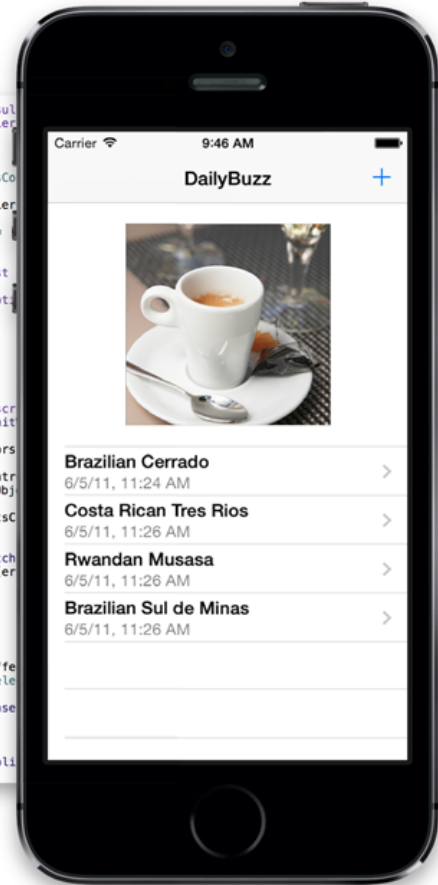 Carrier 9:46 AM
DailyBuzz +
Brazilian Cerrado
6/5/11, 11:24 AM
Costa Rican Tres Rios
6/5/11, 11:26 AM
Rwandan Musasa
6/5/11, 11:26 AM
Brazilian Sul de Minas
6/5/11, 11:26 AM